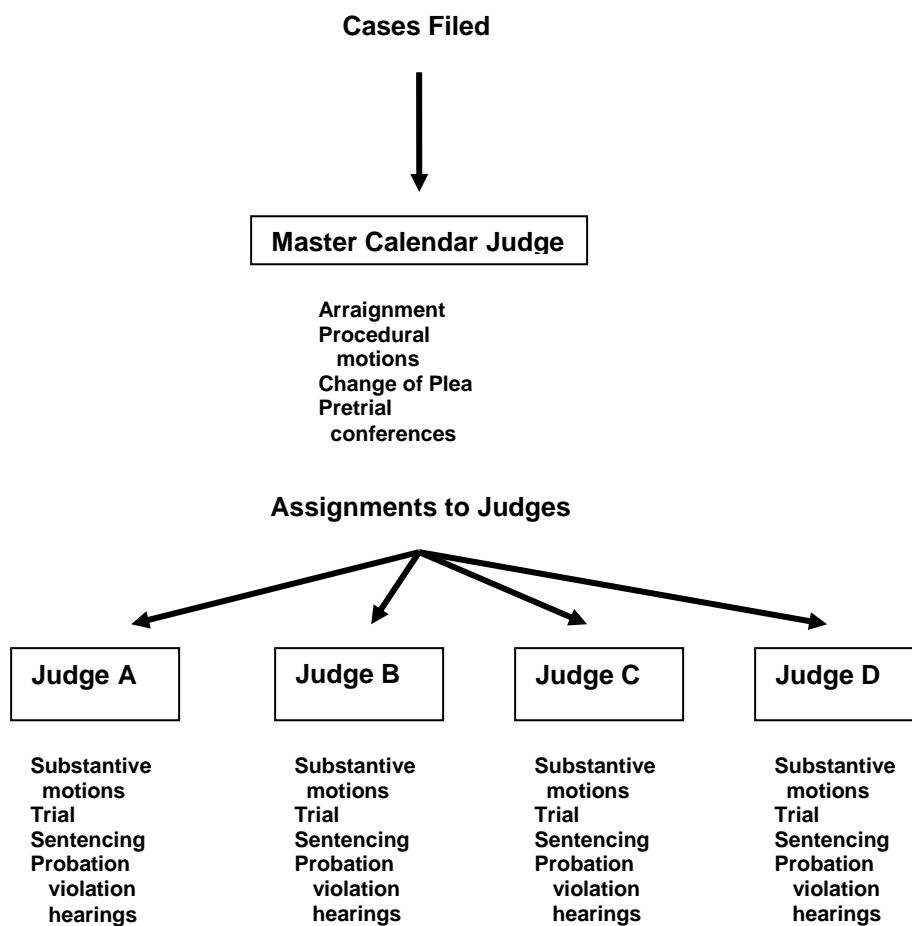 Cases Filed
Master Calendar Judge
Arraignment
Procedural
motions
Change of Plea
Pretrial
conferences
Assignments to Judges
Judge A
Substantive
motions
Trial
Sentencing
Probation
violation
hearings
Judge B
Substantive
motions
Trial
Sentencing
Probation
violation
hearings
Judge C
Substantive
motions
Trial
Sentencing
Probation
violation
hearings
Judge D
Substantive
motions
Trial
Sentencing
Probation
violation
hearings